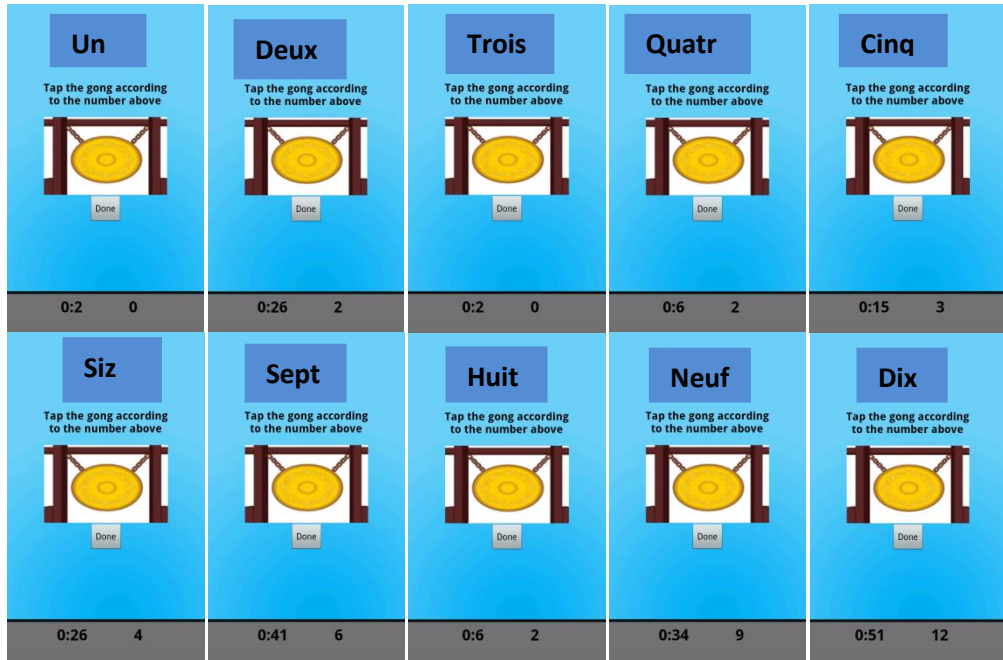 Un
Tap the gong according
to the number above
Done
0:2 0
Deux
Tap the gong according
to the number above
Done
0:26 2
Trois
Tap the gong according
to the number above
Done
0:2 0
Quatr
Tap the gong according
to the number above
Done
0:6 2
Cinq
Tap the gong according
to the number above
Done
0:15 3
Siz
Tap the gong according
to the number above
Done
0:26 4
Sept
Tap the gong according
to the number above
Done
0:41 6
Huit
Tap the gong according
to the number above
Done
0:6 2
Neuf
Tap the gong according
to the number above
Done
0:34 9
Dix
Tap the gong according
to the number above
Done
0:51 12